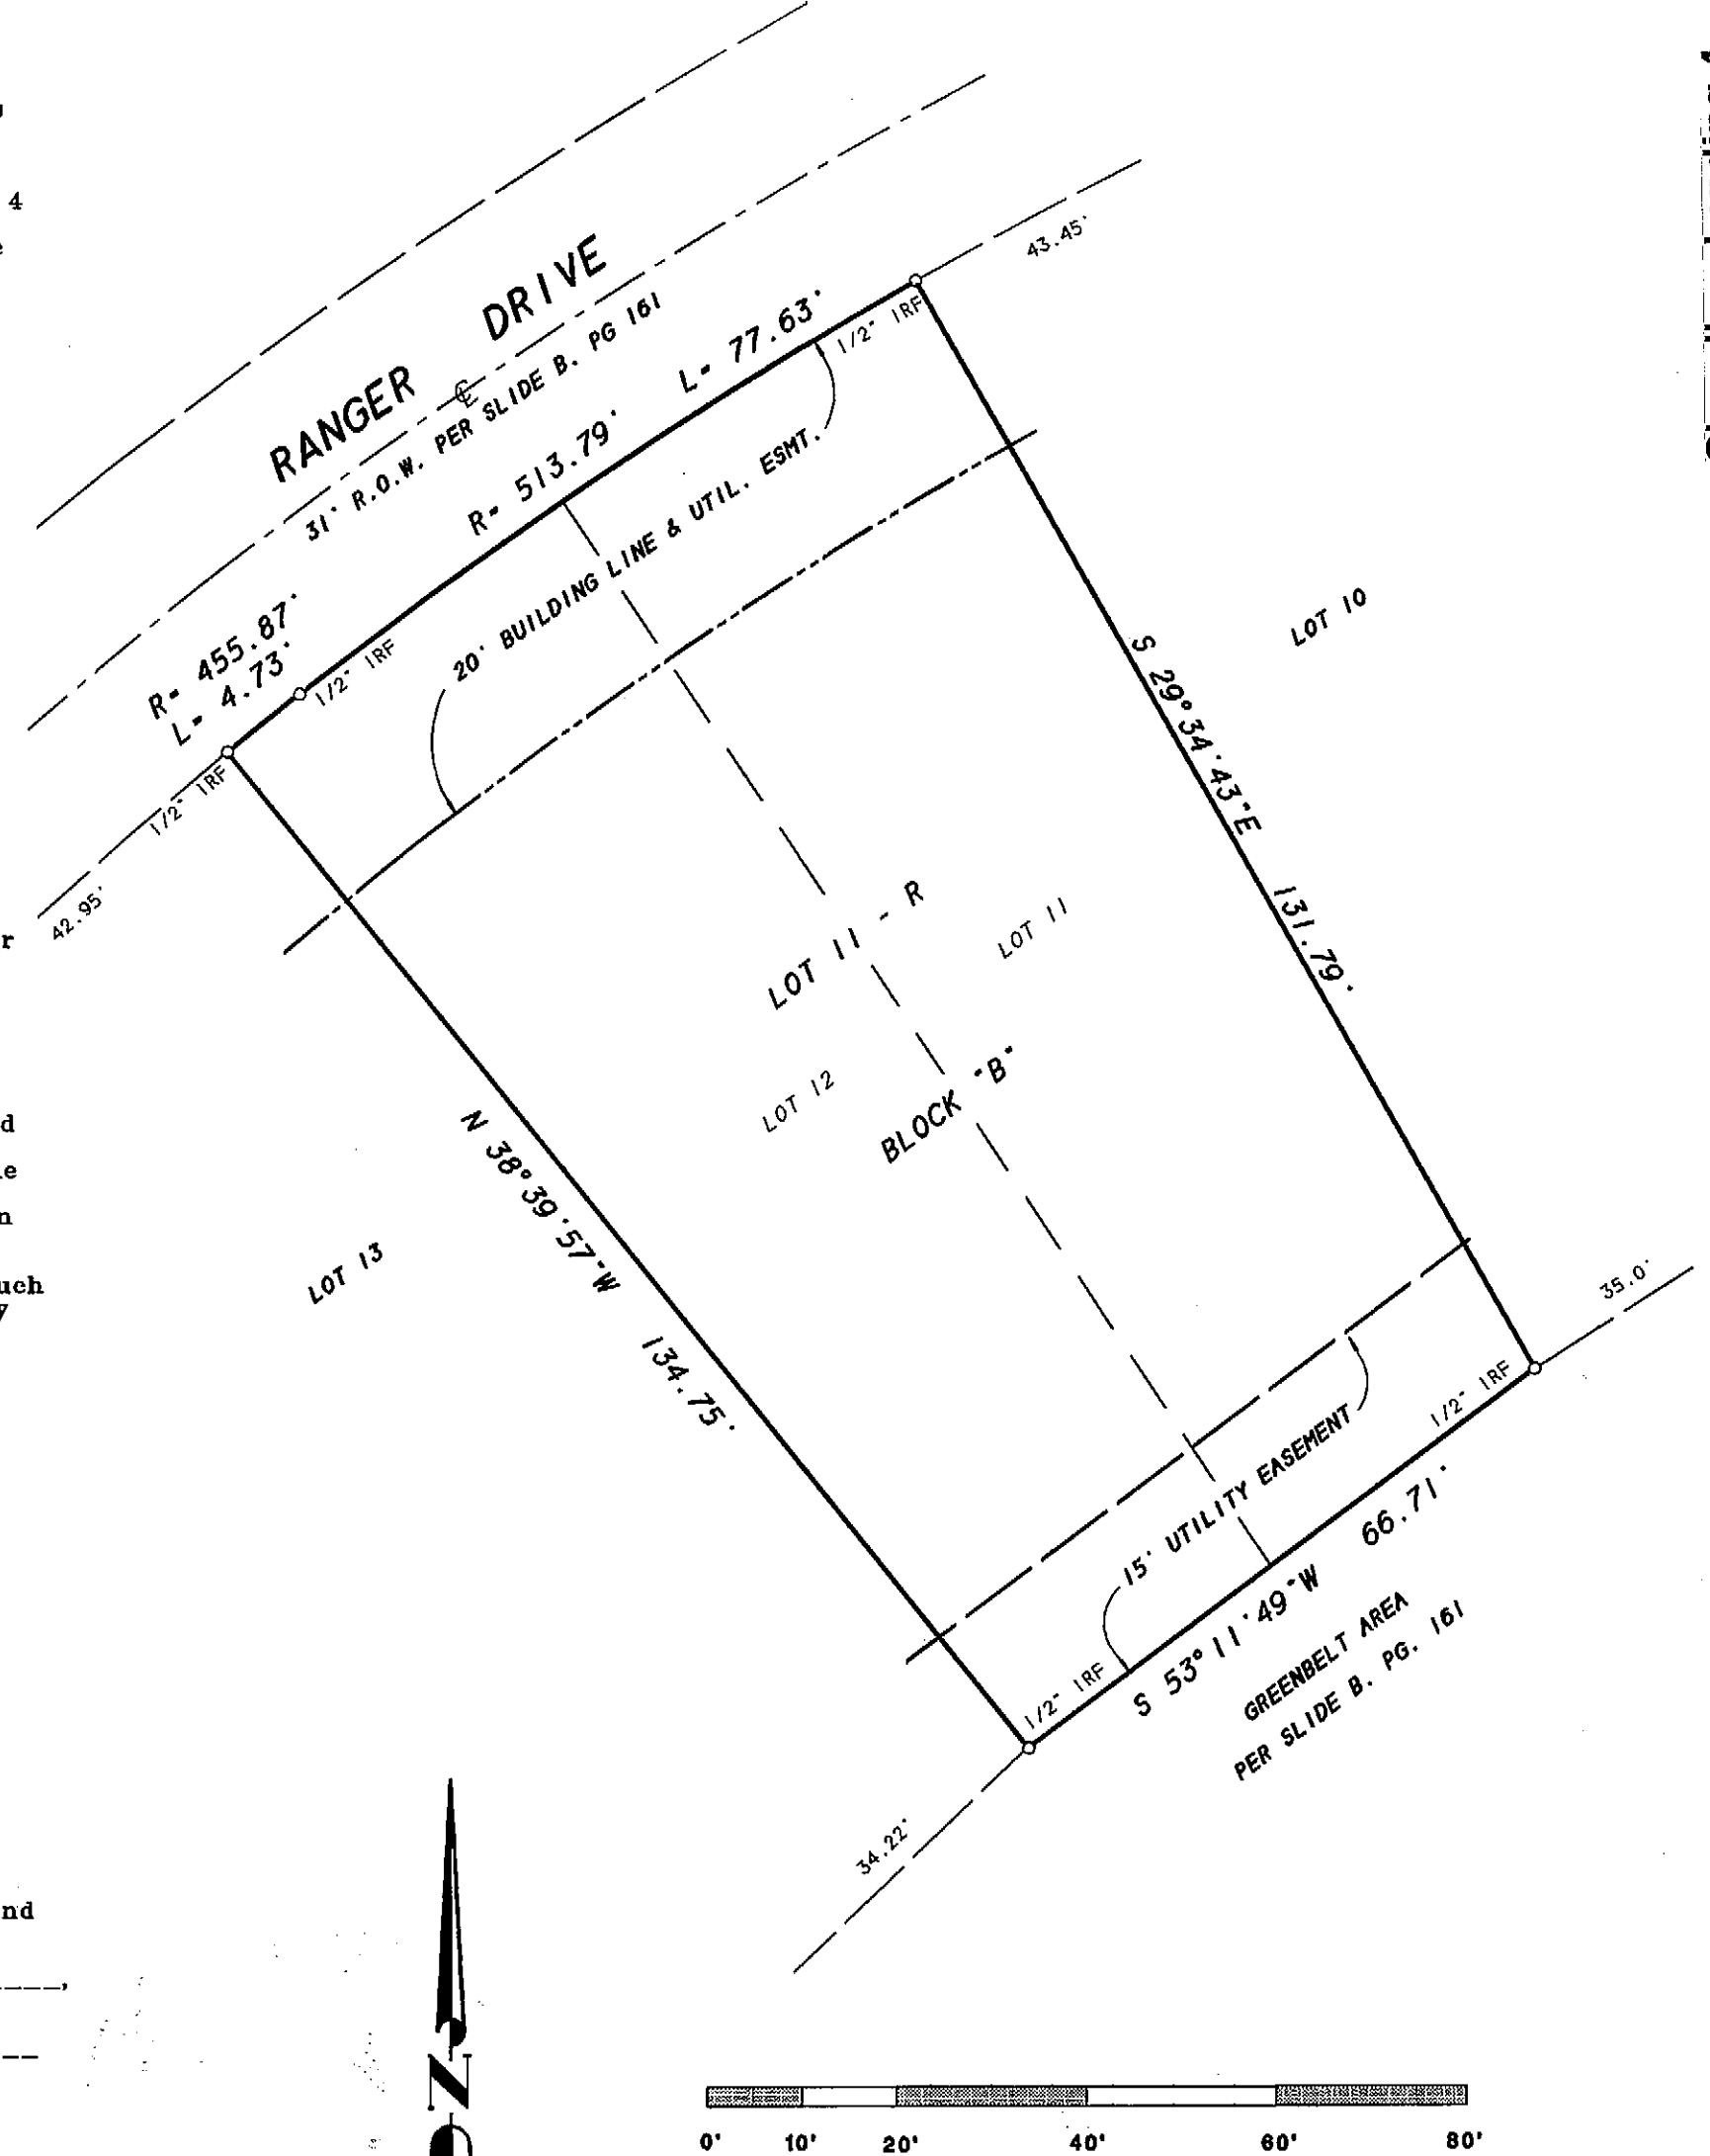 4
43.45'
RANGER DRIVE
℄
31' R.O.W. PER SLIDE B. PG 161
L= 77.63'
1/2" IRF
R= 513.79'
20' BUILDING LINE & UTIL. ESMT.
R= 455.87'
L= 4.73'
1/2" IRF
1/2" IRF
42.95'
LOT 10
S 29°34'43"E 131.79'
LOT 11 - R
LOT 11
LOT 12
BLOCK "B"
N 38°39'57"W 134.75'
LOT 13
35.0'
1/2" IRF
15' UTILITY EASEMENT
66.71'
S 53°11'49"W
1/2" IRF
GREENBELT AREA
PER SLIDE B. PG. 161
34.22'
r
d
n
uch
nd
N
0' 10' 20' 40' 60' 80'